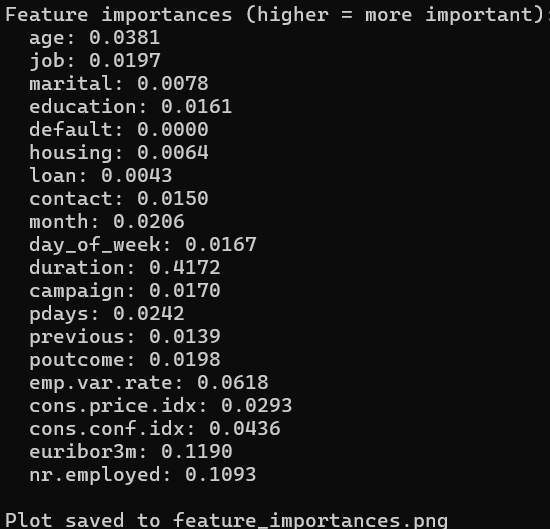 Feature importances (higher = more important):
  age: 0.0381
  job: 0.0197
  marital: 0.0078
  education: 0.0161
  default: 0.0000
  housing: 0.0064
  loan: 0.0043
  contact: 0.0150
  month: 0.0206
  day_of_week: 0.0167
  duration: 0.4172
  campaign: 0.0170
  pdays: 0.0242
  previous: 0.0139
  poutcome: 0.0198
  emp.var.rate: 0.0618
  cons.price.idx: 0.0293
  cons.conf.idx: 0.0436
  euribor3m: 0.1190
  nr.employed: 0.1093

Plot saved to feature_importances.png